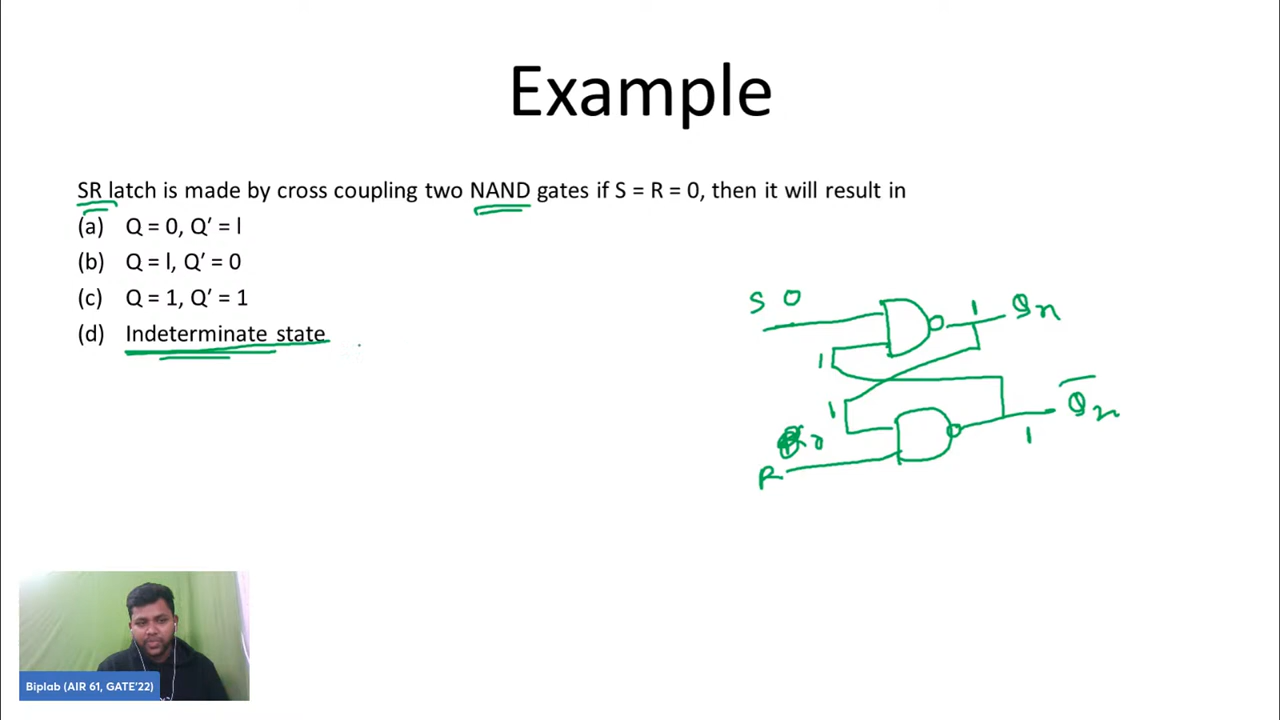 Example
SR latch is made by cross coupling two NAND gates if S = R = 0, then it will result in
(a) Q = 0, Q′ = l
(b) Q = l, Q′ = 0
(c) Q = 1, Q′ = 1
(d) Indeterminate state
S 0
1 Qn
1
1
Q̅n
1
R
Biplab (AIR 61, GATE'22)